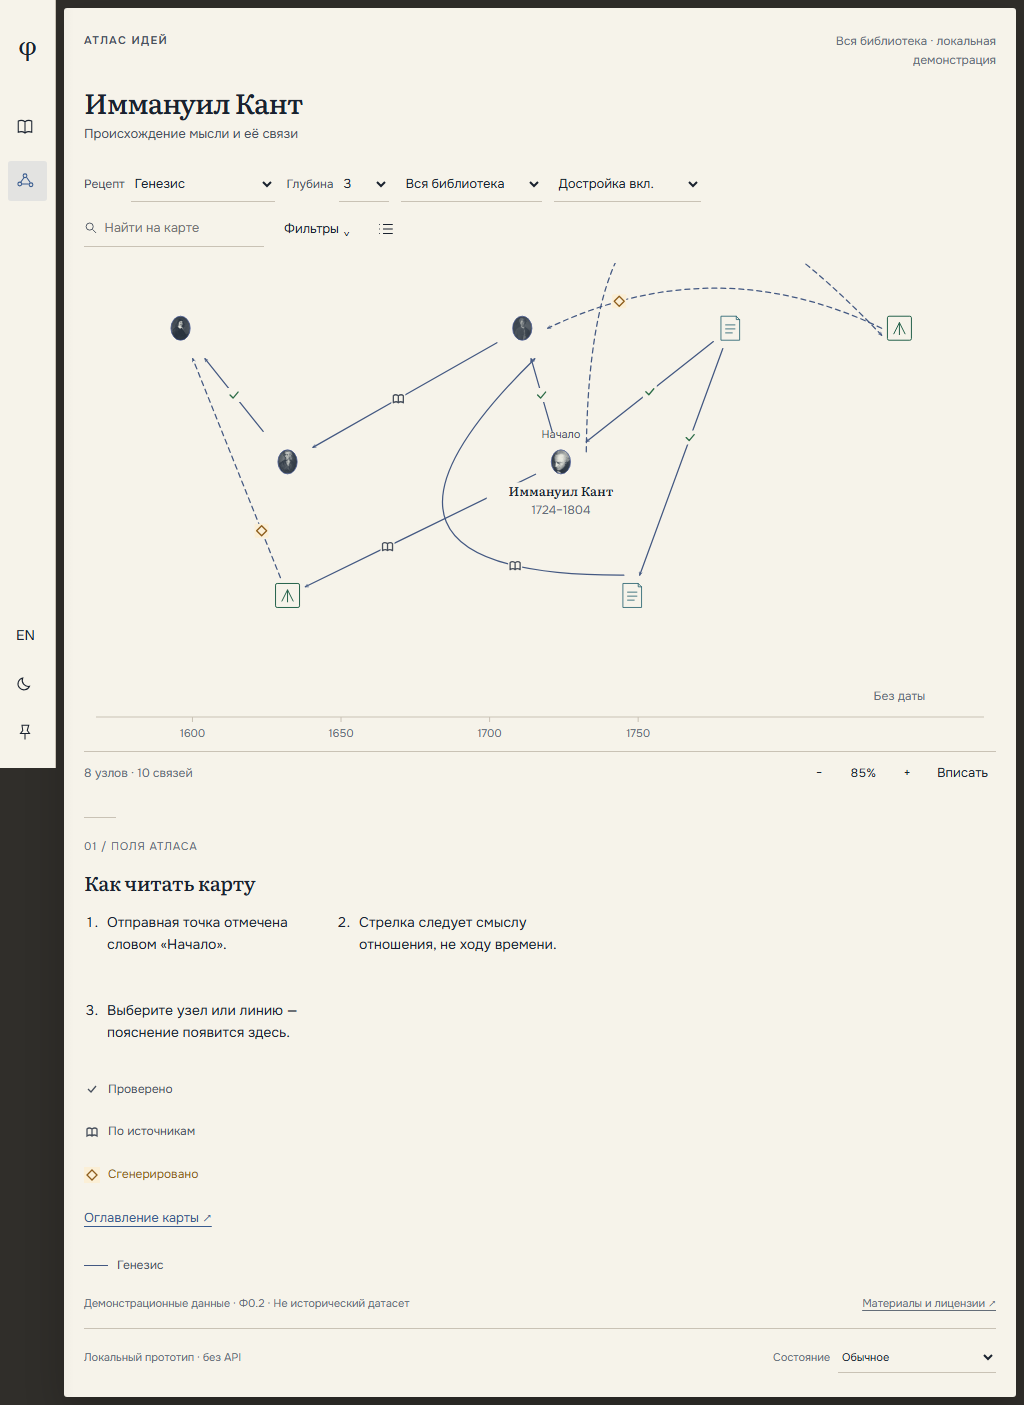 φ
АТЛАС ИДЕЙ
Вся библиотека · локальная
демонстрация
Иммануил Кант
Происхождение мысли и её связи
Рецепт Генезис Глубина 3 Вся библиотека Достройка вкл.
Найти на карте Фильтры
Начало
Иммануил Кант
1724–1804
EN
Без даты
1600 1650 1700 1750
8 узлов · 10 связей − 85% + Вписать
01 / ПОЛЯ АТЛАСА
Как читать карту
1. Отправная точка отмечена
словом «Начало».
2. Стрелка следует смыслу
отношения, не ходу времени.
3. Выберите узел или линию —
пояснение появится здесь.
Проверено
По источникам
Сгенерировано
Оглавление карты ↗
Генезис
Демонстрационные данные · Ф0.2 · Не исторический датасет Материалы и лицензии ↗
Локальный прототип · без API Состояние Обычное